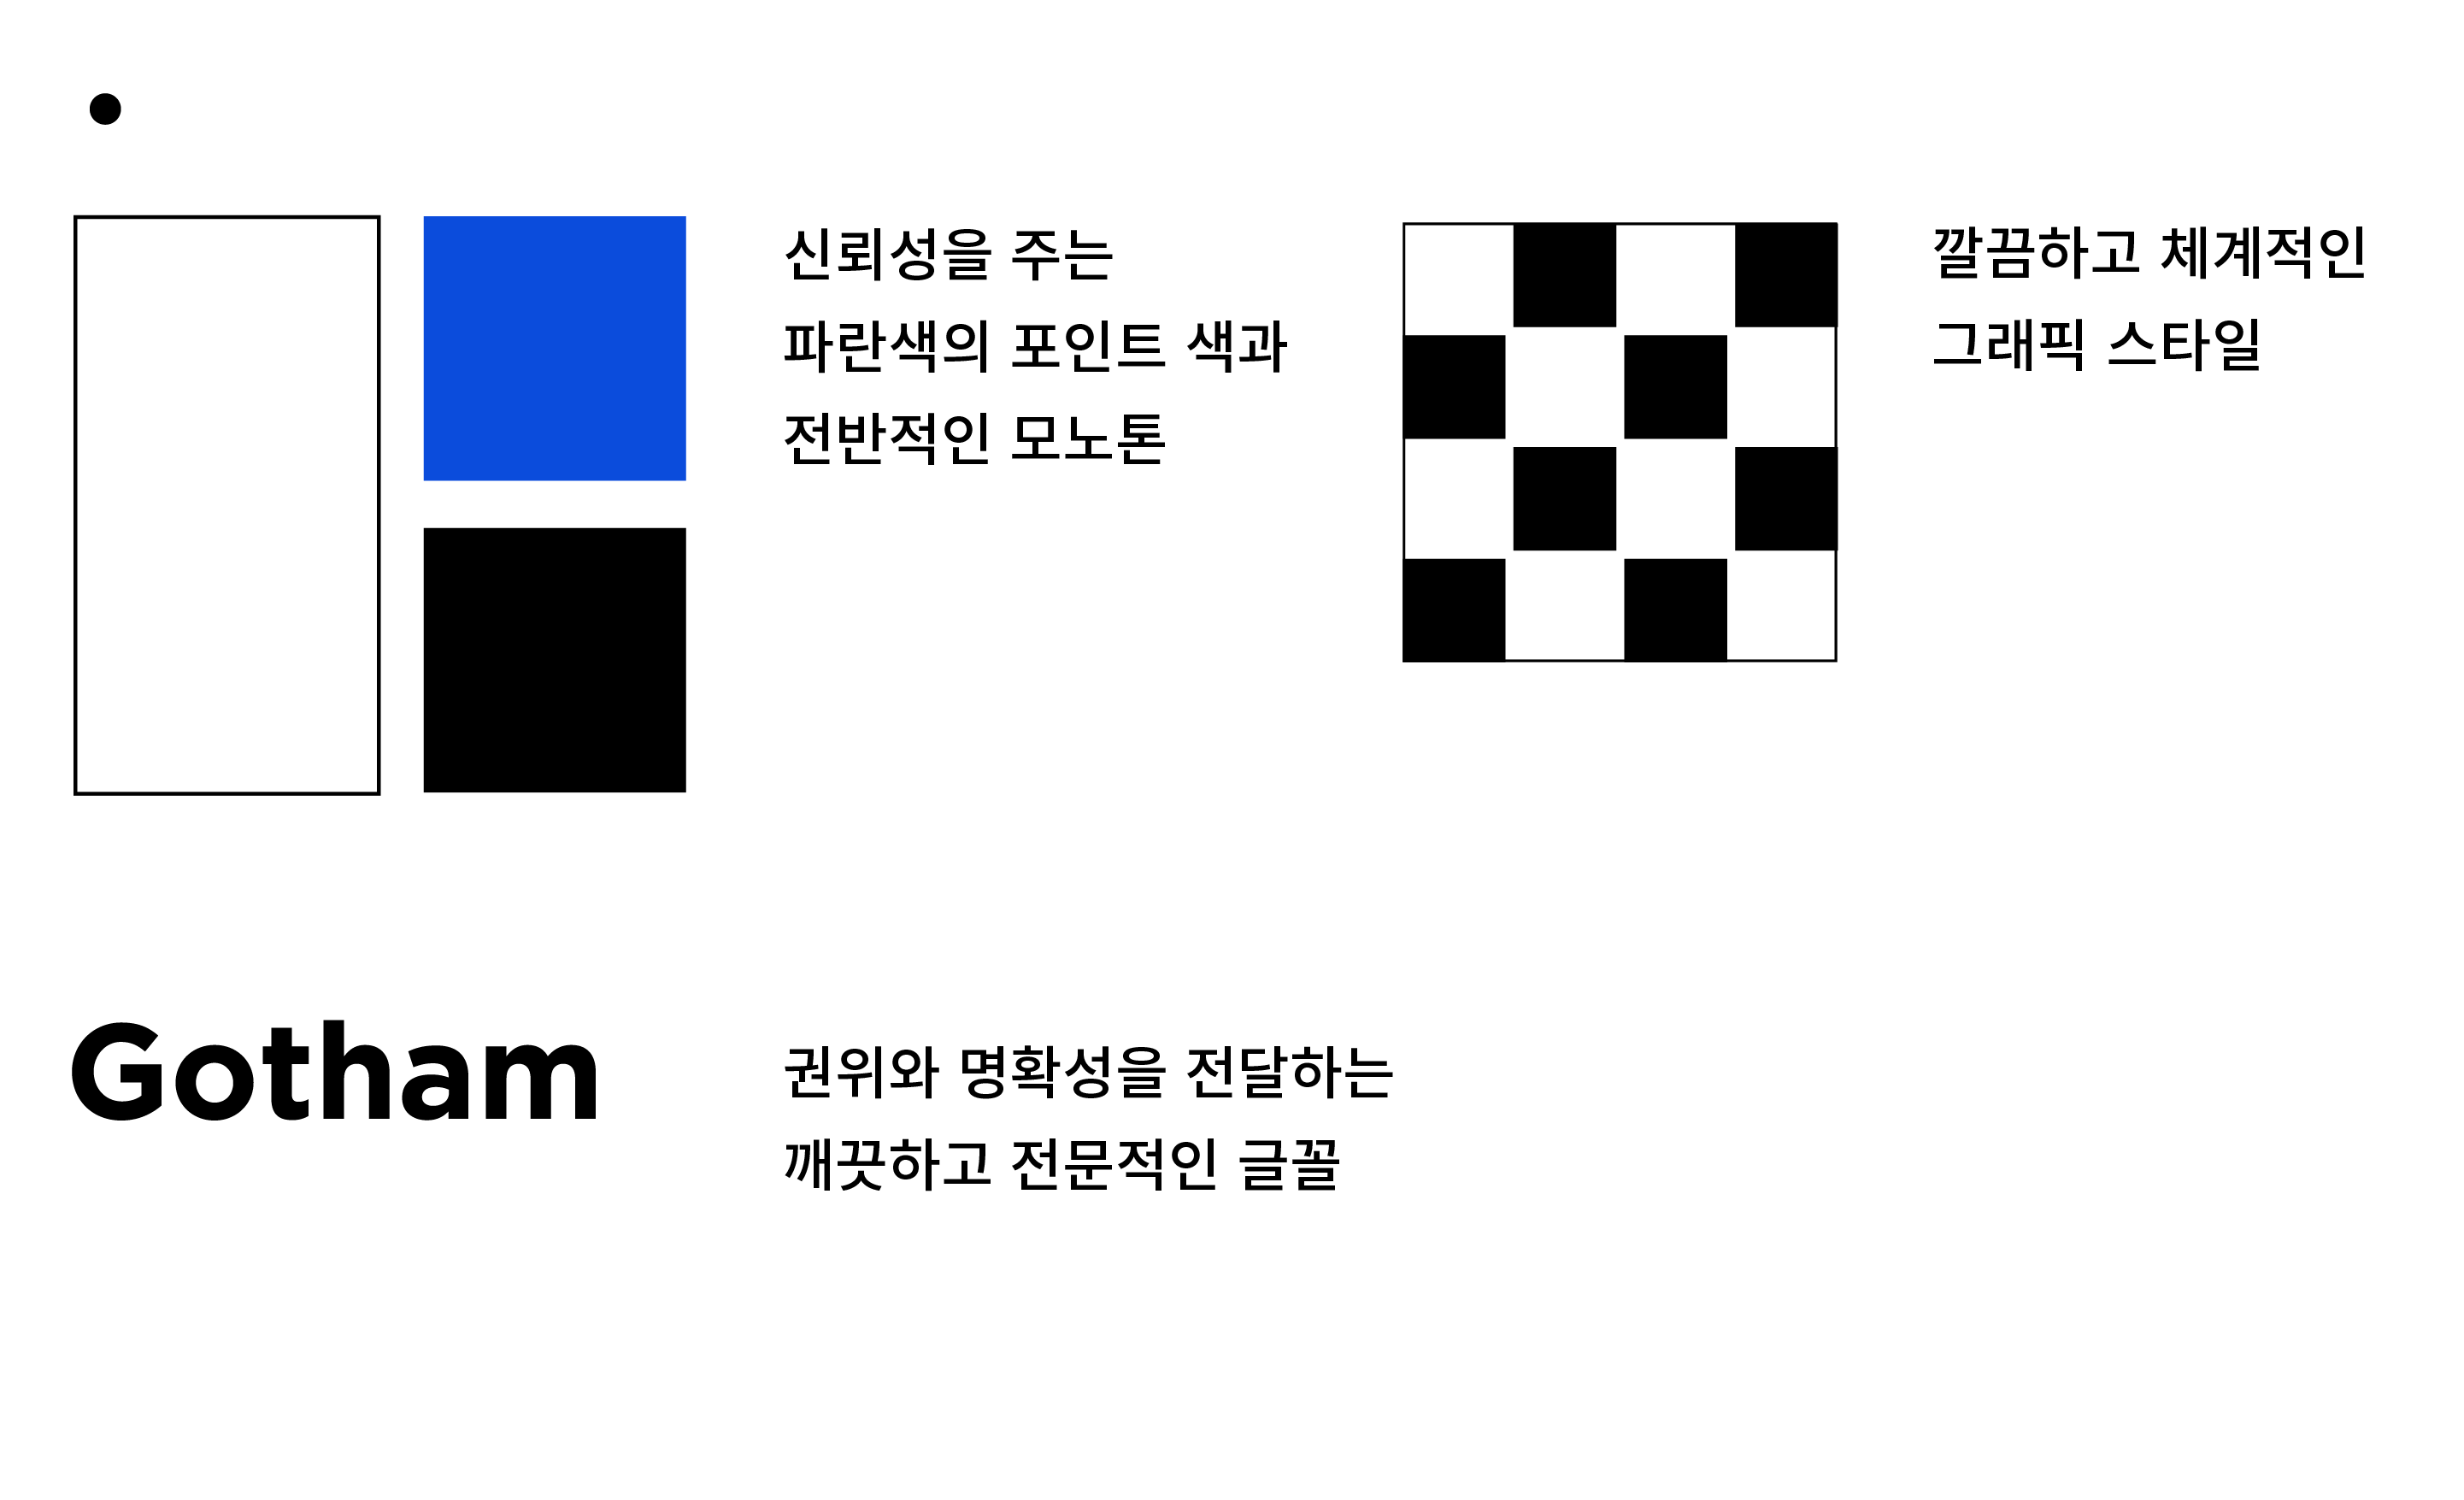 신뢰성을 주는
파란색의 포인트 색과
전반적인 모노톤
깔끔하고 체계적인
그래픽 스타일
Gotham
권위와 명확성을 전달하는
깨끗하고 전문적인 글꼴